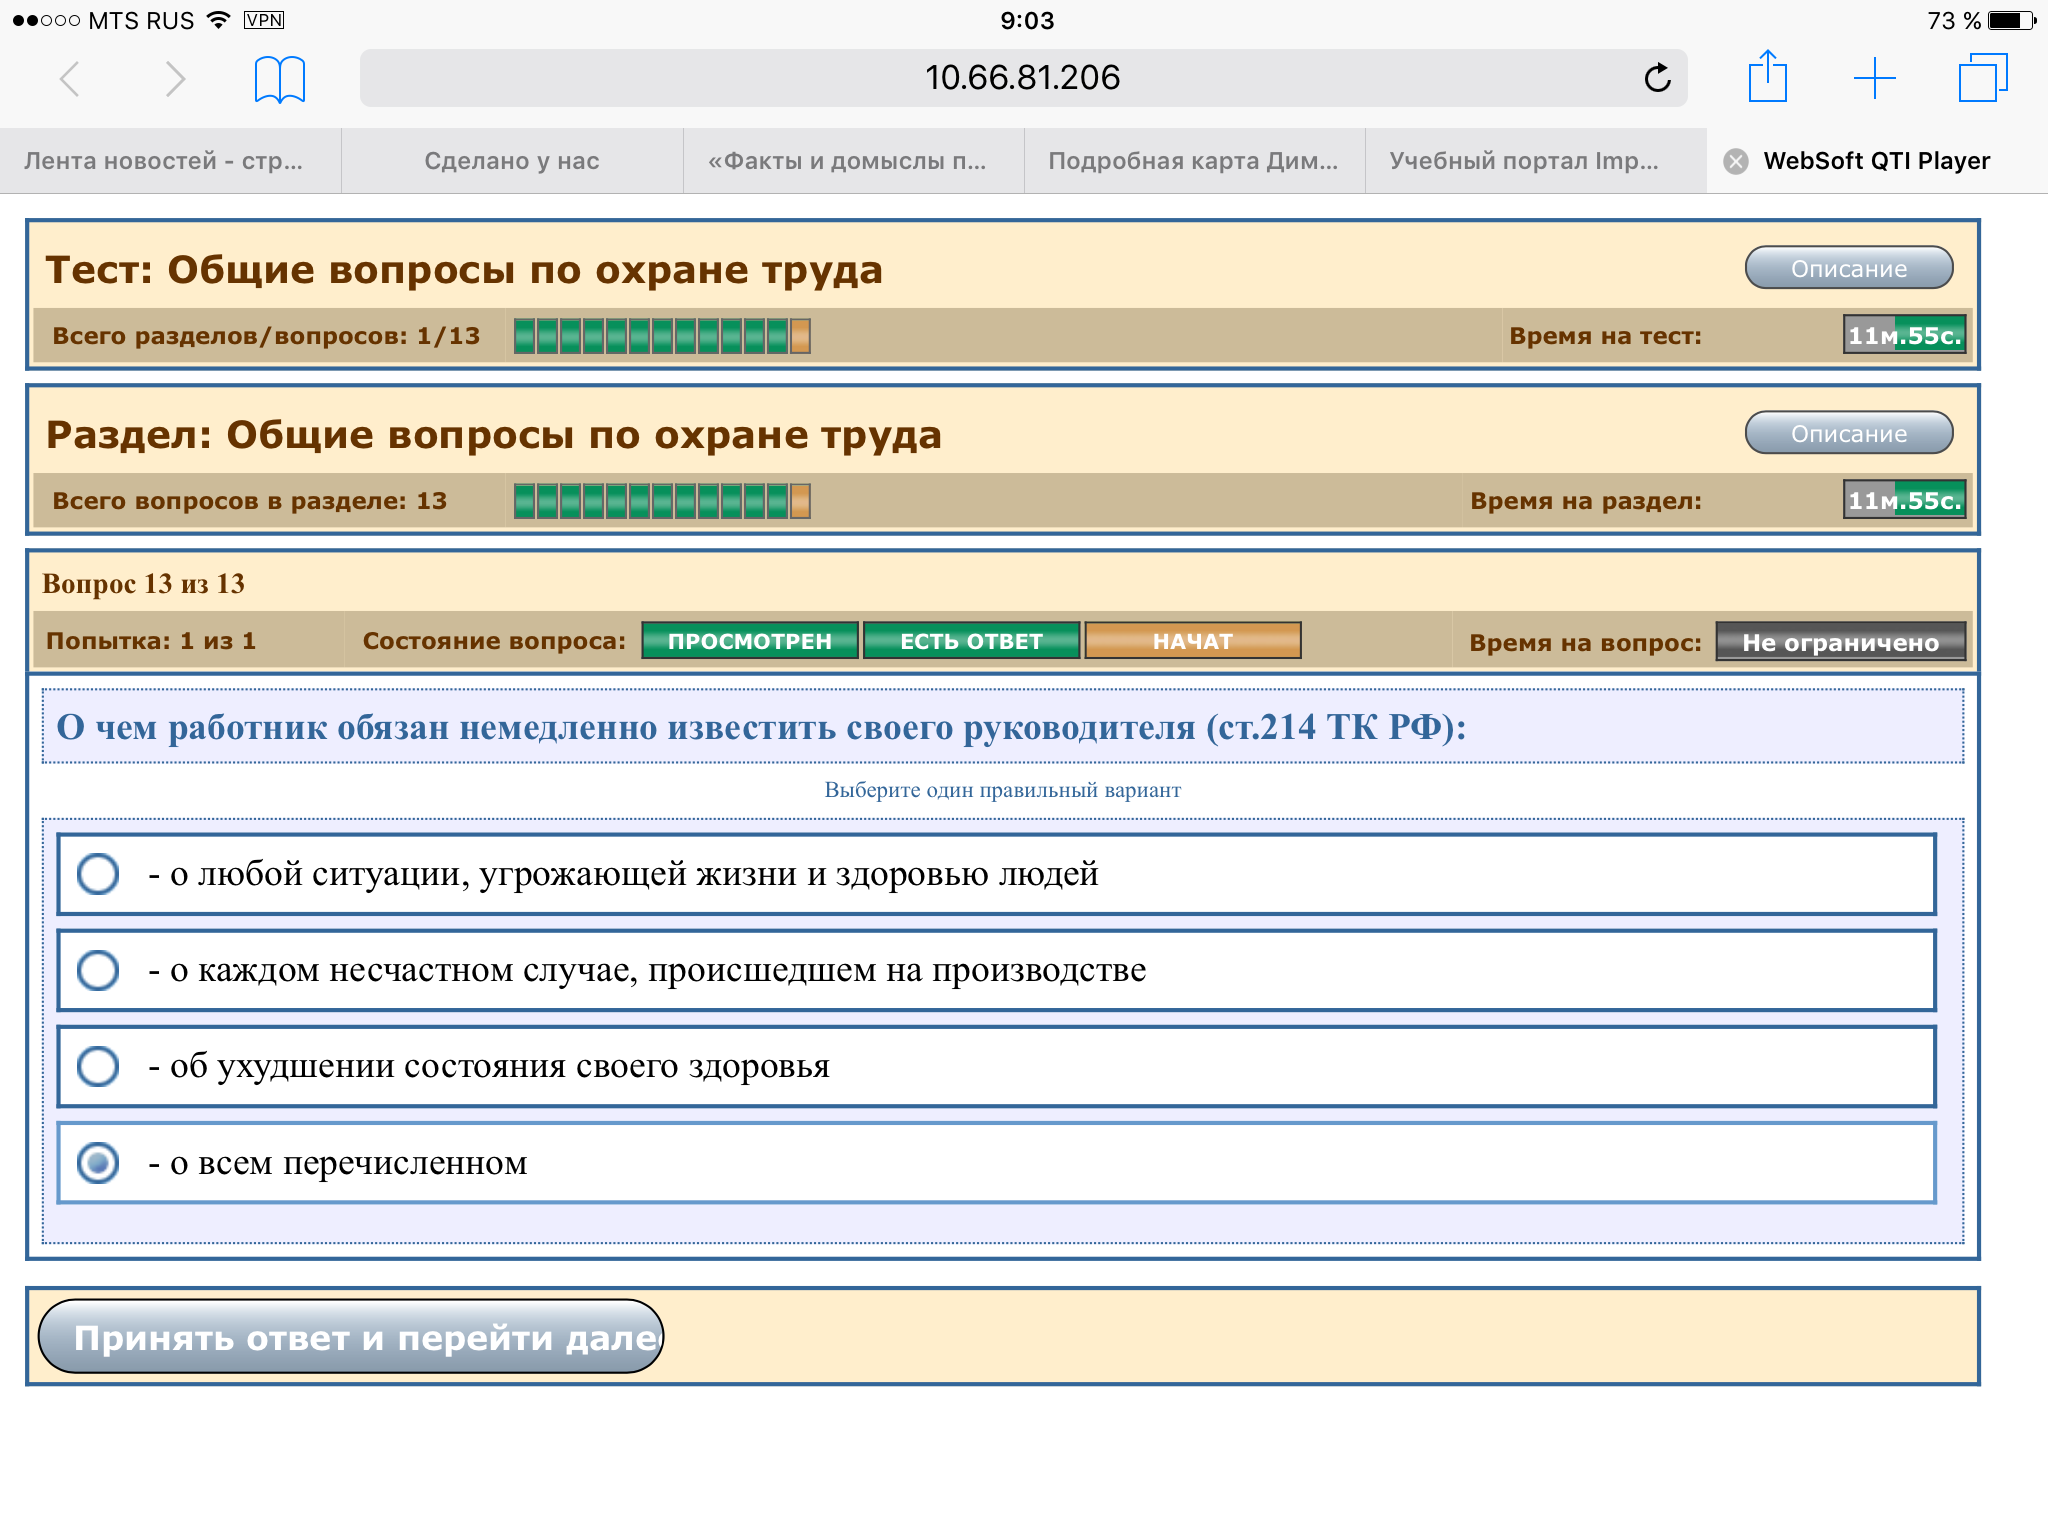 MTS RUS VPN 9:03 73 %
10.66.81.206
Лента новостей - стр... Сделано у нас «Факты и домыслы п... Подробная карта Дим... Учебный портал Imp... WebSoft QTI Player
Тест: Общие вопросы по охране труда Описание
Всего разделов/вопросов: 1/13 Время на тест: 11м.55с.
Раздел: Общие вопросы по охране труда Описание
Всего вопросов в разделе: 13 Время на раздел: 11м.55с.
Вопрос 13 из 13
Попытка: 1 из 1 Состояние вопроса: ПРОСМОТРЕН ЕСТЬ ОТВЕТ НАЧАТ Время на вопрос: Не ограничено
О чем работник обязан немедленно известить своего руководителя (ст.214 ТК РФ):
Выберите один правильный вариант
- о любой ситуации, угрожающей жизни и здоровью людей
- о каждом несчастном случае, происшедшем на производстве
- об ухудшении состояния своего здоровья
- о всем перечисленном
Принять ответ и перейти далее